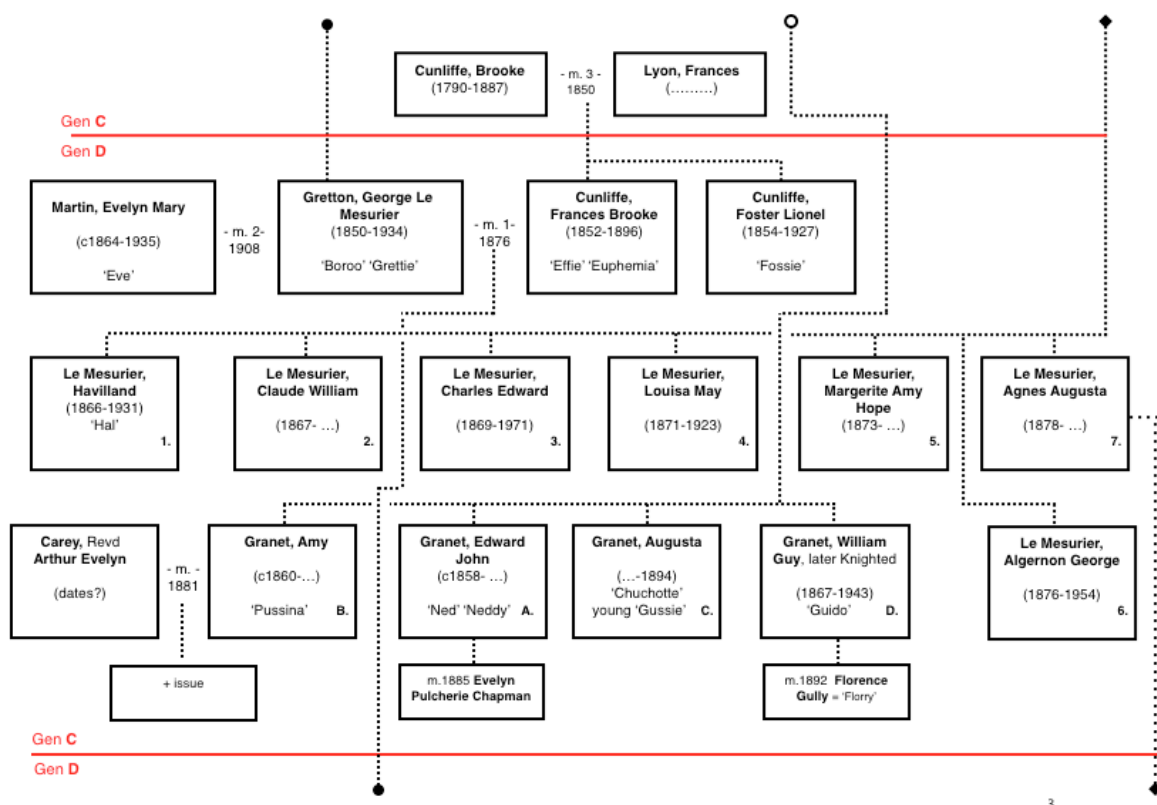 Cunliffe, Brooke
(1790-1887)
- m. 3 -
1850
Lyon, Frances
(………)
Gen C
Gen D
Martin, Evelyn Mary
(c1864-1935)
‘Eve’
- m. 2-
1908
Gretton, George Le
Mesurier
(1850-1934)
‘Boroo’ ‘Grettie’
- m. 1-
1876
Cunliffe,
Frances Brooke
(1852-1896)
‘Effie’ ‘Euphemia’
Cunliffe,
Foster Lionel
(1854-1927)
‘Fossie’
Le Mesurier,
Havilland
(1866-1931)
‘Hal’
1.
Le Mesurier,
Claude William
(1867- …)
2.
Le Mesurier,
Charles Edward
(1869-1971)
3.
Le Mesurier,
Louisa May
(1871-1923)
4.
Le Mesurier,
Margerite Amy
Hope
(1873- …)
5.
Le Mesurier,
Agnes Augusta
(1878- …)
7.
Carey, Revd
Arthur Evelyn
(dates?)
- m. -
1881
Granet, Amy
(c1860-…)
‘Pussina’ B.
Granet, Edward
John
(c1858- …)
‘Ned’ ‘Neddy’ A.
Granet, Augusta
(…-1894)
‘Chuchotte’
young ‘Gussie’ C.
Granet, William
Guy, later Knighted
(1867-1943)
‘Guido’ D.
Le Mesurier,
Algernon George
(1876-1954)
6.
+ issue
m.1885 Evelyn
Pulcherie Chapman
m.1892 Florence
Gully = ‘Florry’
Gen C
Gen D
3